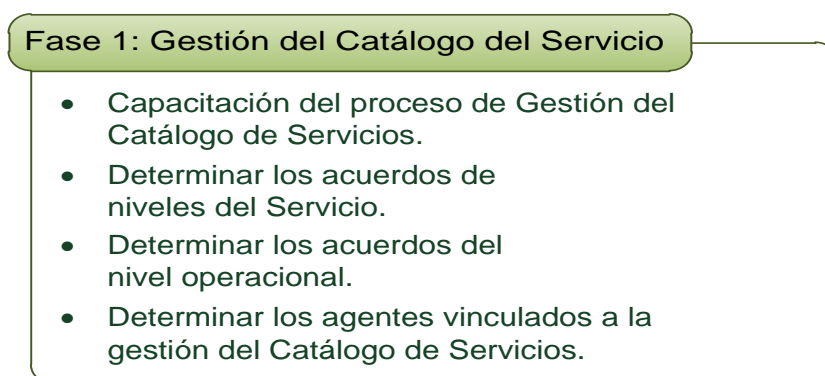 Fase 1: Gestión del Catálogo del Servicio
• Capacitación del proceso de Gestión del
Catálogo de Servicios.
• Determinar los acuerdos de
niveles del Servicio.
• Determinar los acuerdos del
nivel operacional.
• Determinar los agentes vinculados a la
gestión del Catálogo de Servicios.